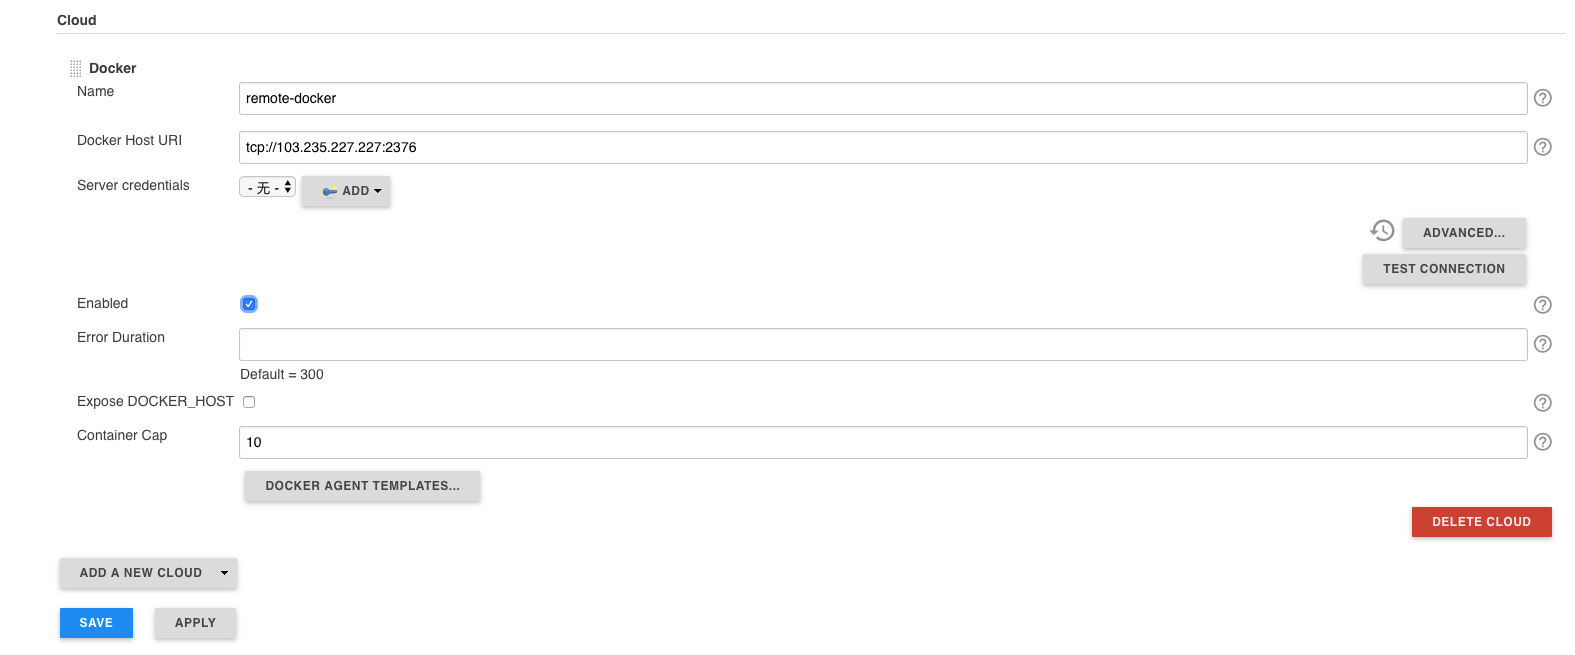 Cloud
Docker
Name
remote-docker
Docker Host URI
tcp://103.235.227.227:2376
Server credentials
- 无 -
ADD
ADVANCED...
TEST CONNECTION
Enabled
Error Duration
Default = 300
Expose DOCKER_HOST
Container Cap
10
DOCKER AGENT TEMPLATES...
DELETE CLOUD
ADD A NEW CLOUD
SAVE
APPLY